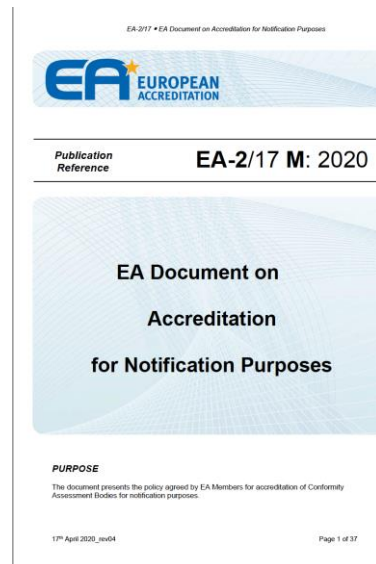 EA-2/17 • EA Document on Accreditation for Notification Purposes
EA EUROPEAN
ACCREDITATION
Publication
Reference
EA-2/17 M: 2020
EA Document on
Accreditation
for Notification Purposes
PURPOSE
The document presents the policy agreed by EA Members for accreditation of Conformity
Assessment Bodies for notification purposes.
17th April 2020_rev04
Page 1 of 37